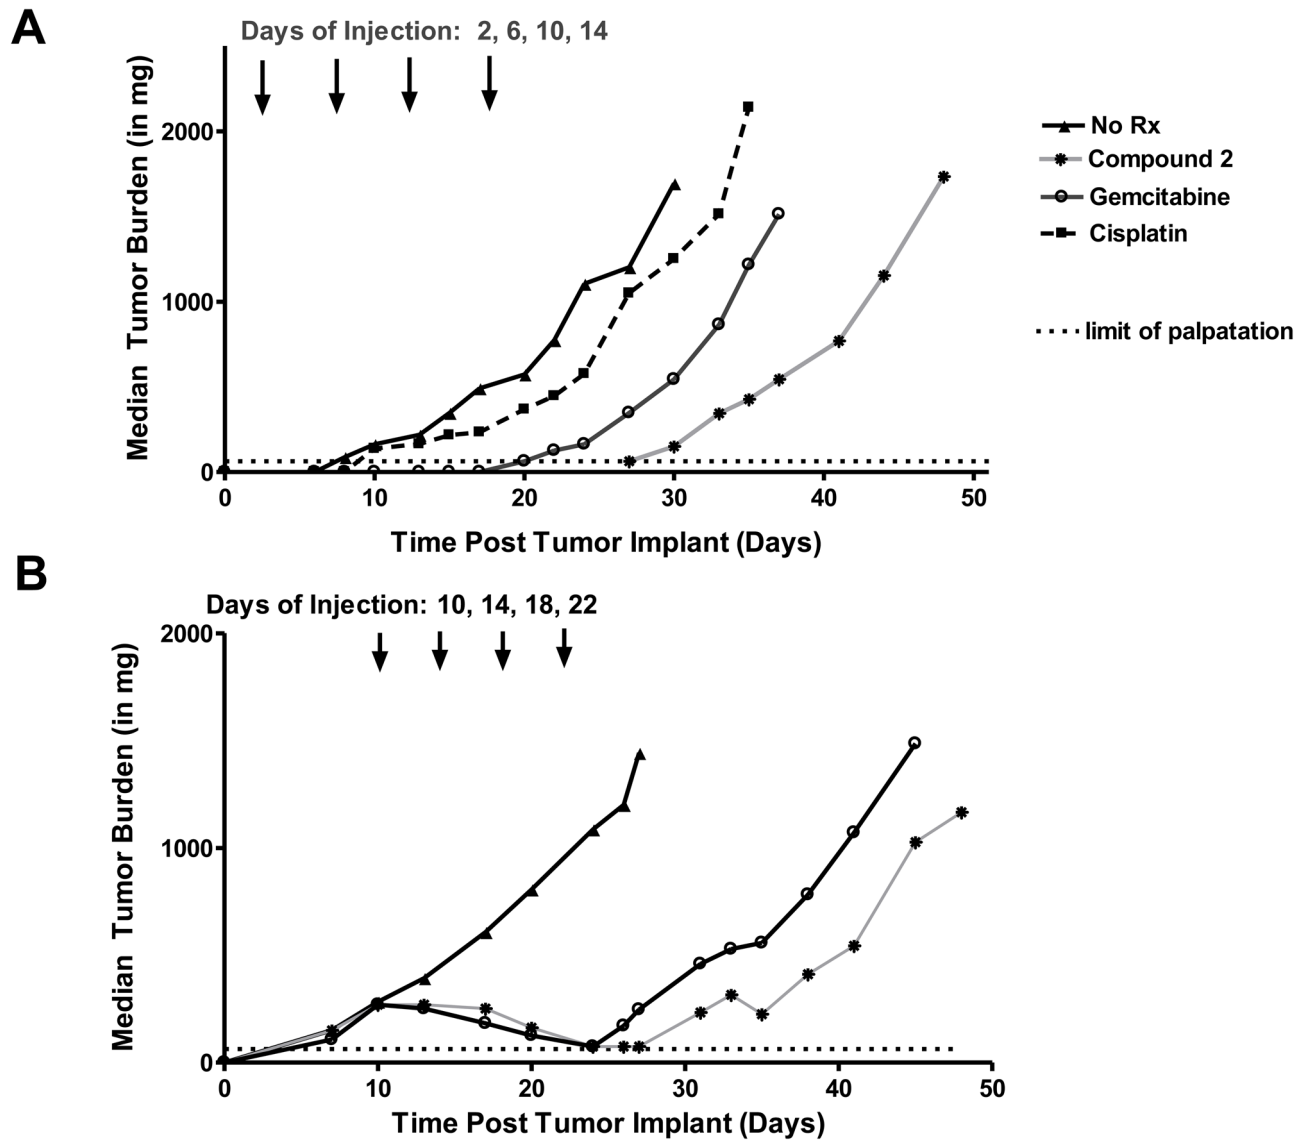 A
Days of Injection: 2, 6, 10, 14
Median Tumor Burden (in mg)
2000
1000
0
0 10 20 30 40 50
Time Post Tumor Implant (Days)
No Rx
Compound 2
Gemcitabine
Cisplatin
limit of palpatation
B
Days of Injection: 10, 14, 18, 22
Median Tumor Burden (in mg)
2000
1000
0
0 10 20 30 40 50
Time Post Tumor Implant (Days)